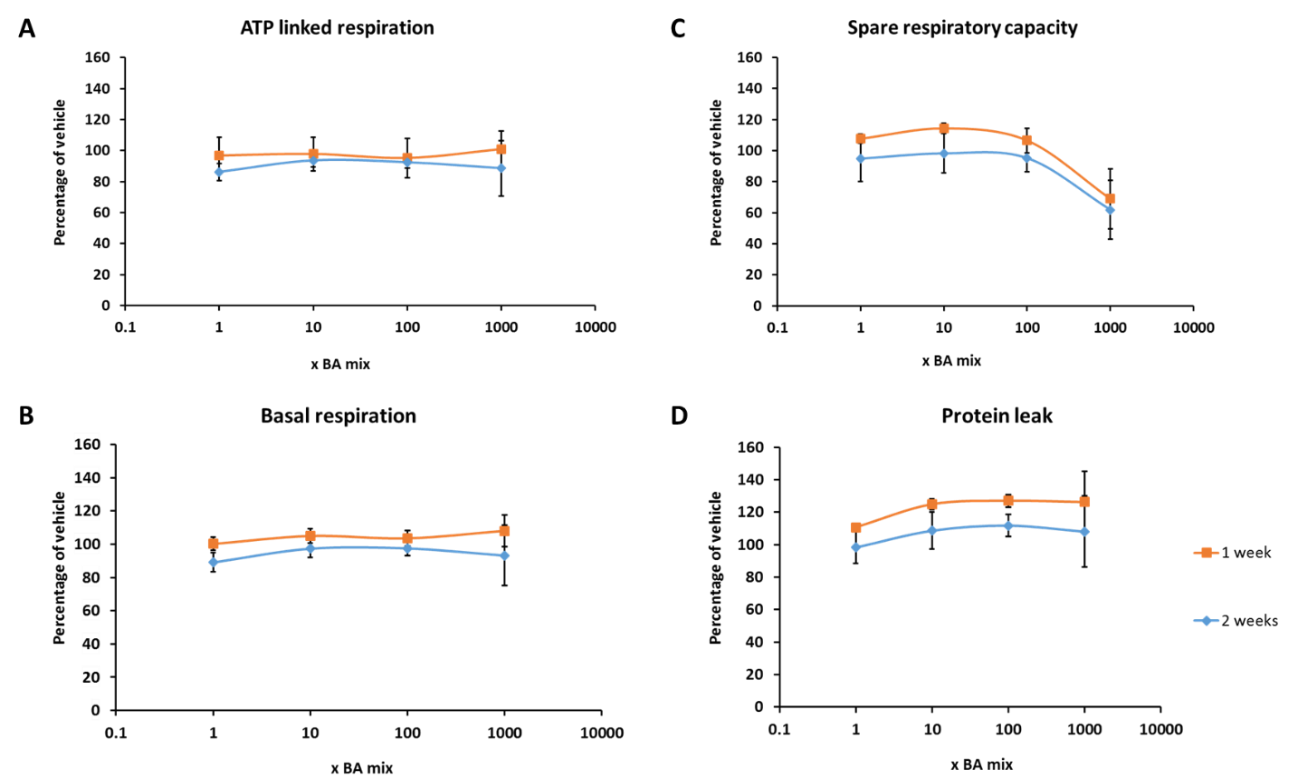 A
ATP linked respiration
Percentage of vehicle
160
140
120
100
80
60
40
20
0
0.1 1 10 100 1000 10000
x BA mix
C
Spare respiratory capacity
Percentage of vehicle
160
140
120
100
80
60
40
20
0
0.1 1 10 100 1000 10000
x BA mix
B
Basal respiration
Percentage of vehicle
160
140
120
100
80
60
40
20
0
0.1 1 10 100 1000 10000
x BA mix
D
Protein leak
Percentage of vehicle
160
140
120
100
80
60
40
20
0
0.1 1 10 100 1000 10000
x BA mix
1 week
2 weeks